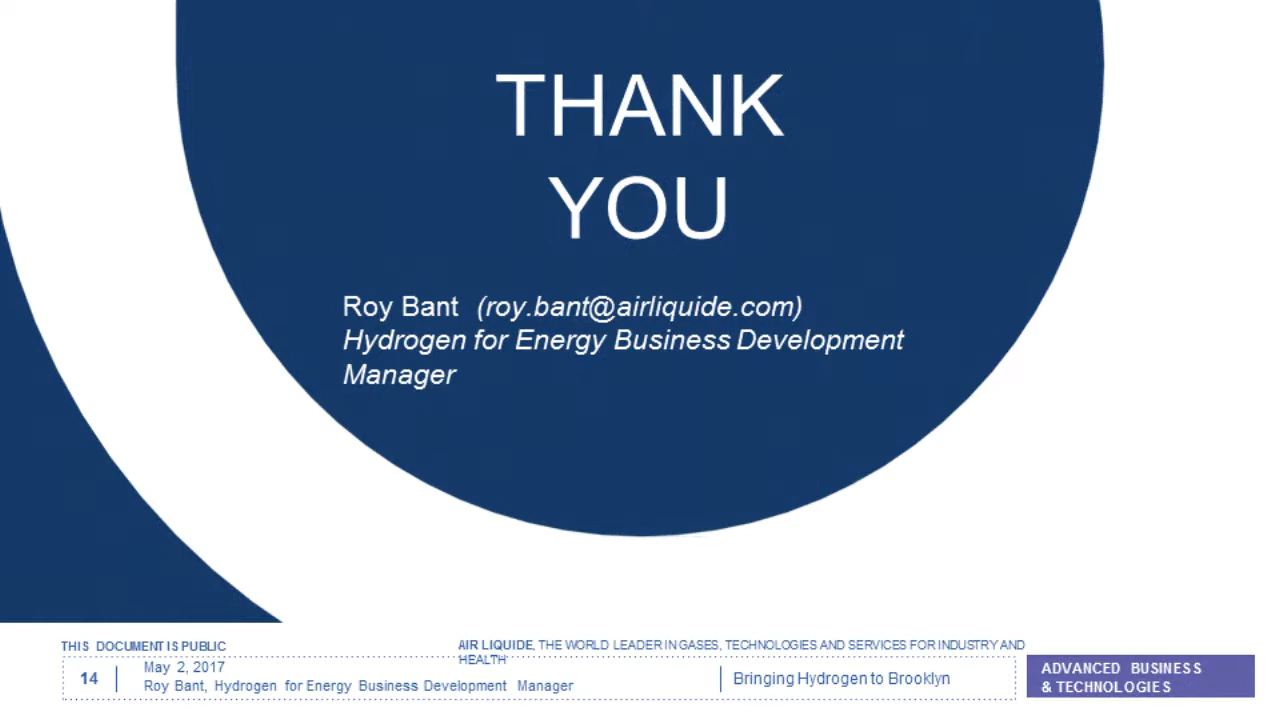 THANK
YOU
Roy Bant (roy.bant@airliquide.com)
Hydrogen for Energy Business Development
Manager
THIS DOCUMENT IS PUBLIC
AIR LIQUIDE, THE WORLD LEADER IN GASES, TECHNOLOGIES AND SERVICES FOR INDUSTRY AND
HEALTH
14
May 2, 2017
Roy Bant, Hydrogen for Energy Business Development Manager
Bringing Hydrogen to Brooklyn
ADVANCED BUSINESS
& TECHNOLOGIES